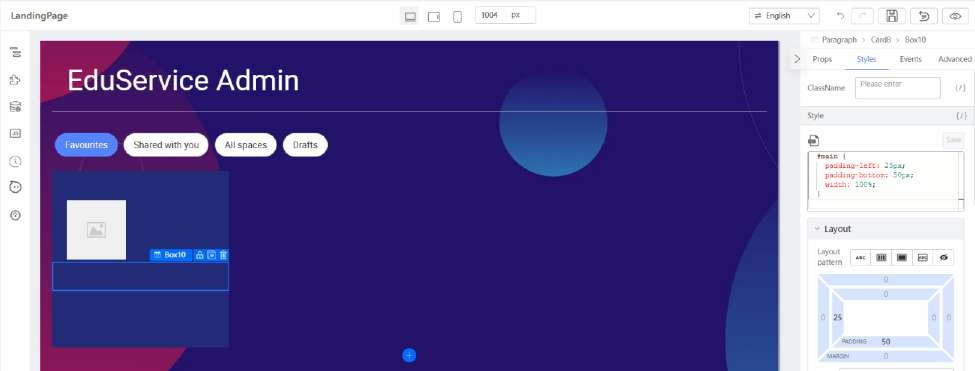 LandingPage
1004 px
English
Paragraph > Card8 > Box10
Props Styles Events Advanced
ClassName Please enter {/}
Style {/}
Save
#main {
padding-left: 25px;
padding-bottom: 50px;
width: 100%;
}
Layout
Layout pattern
ABC
0
0
0 25 0 0
PADDING 50
MARGIN 0
EduService Admin
Favourites Shared with you All spaces Drafts
Box10